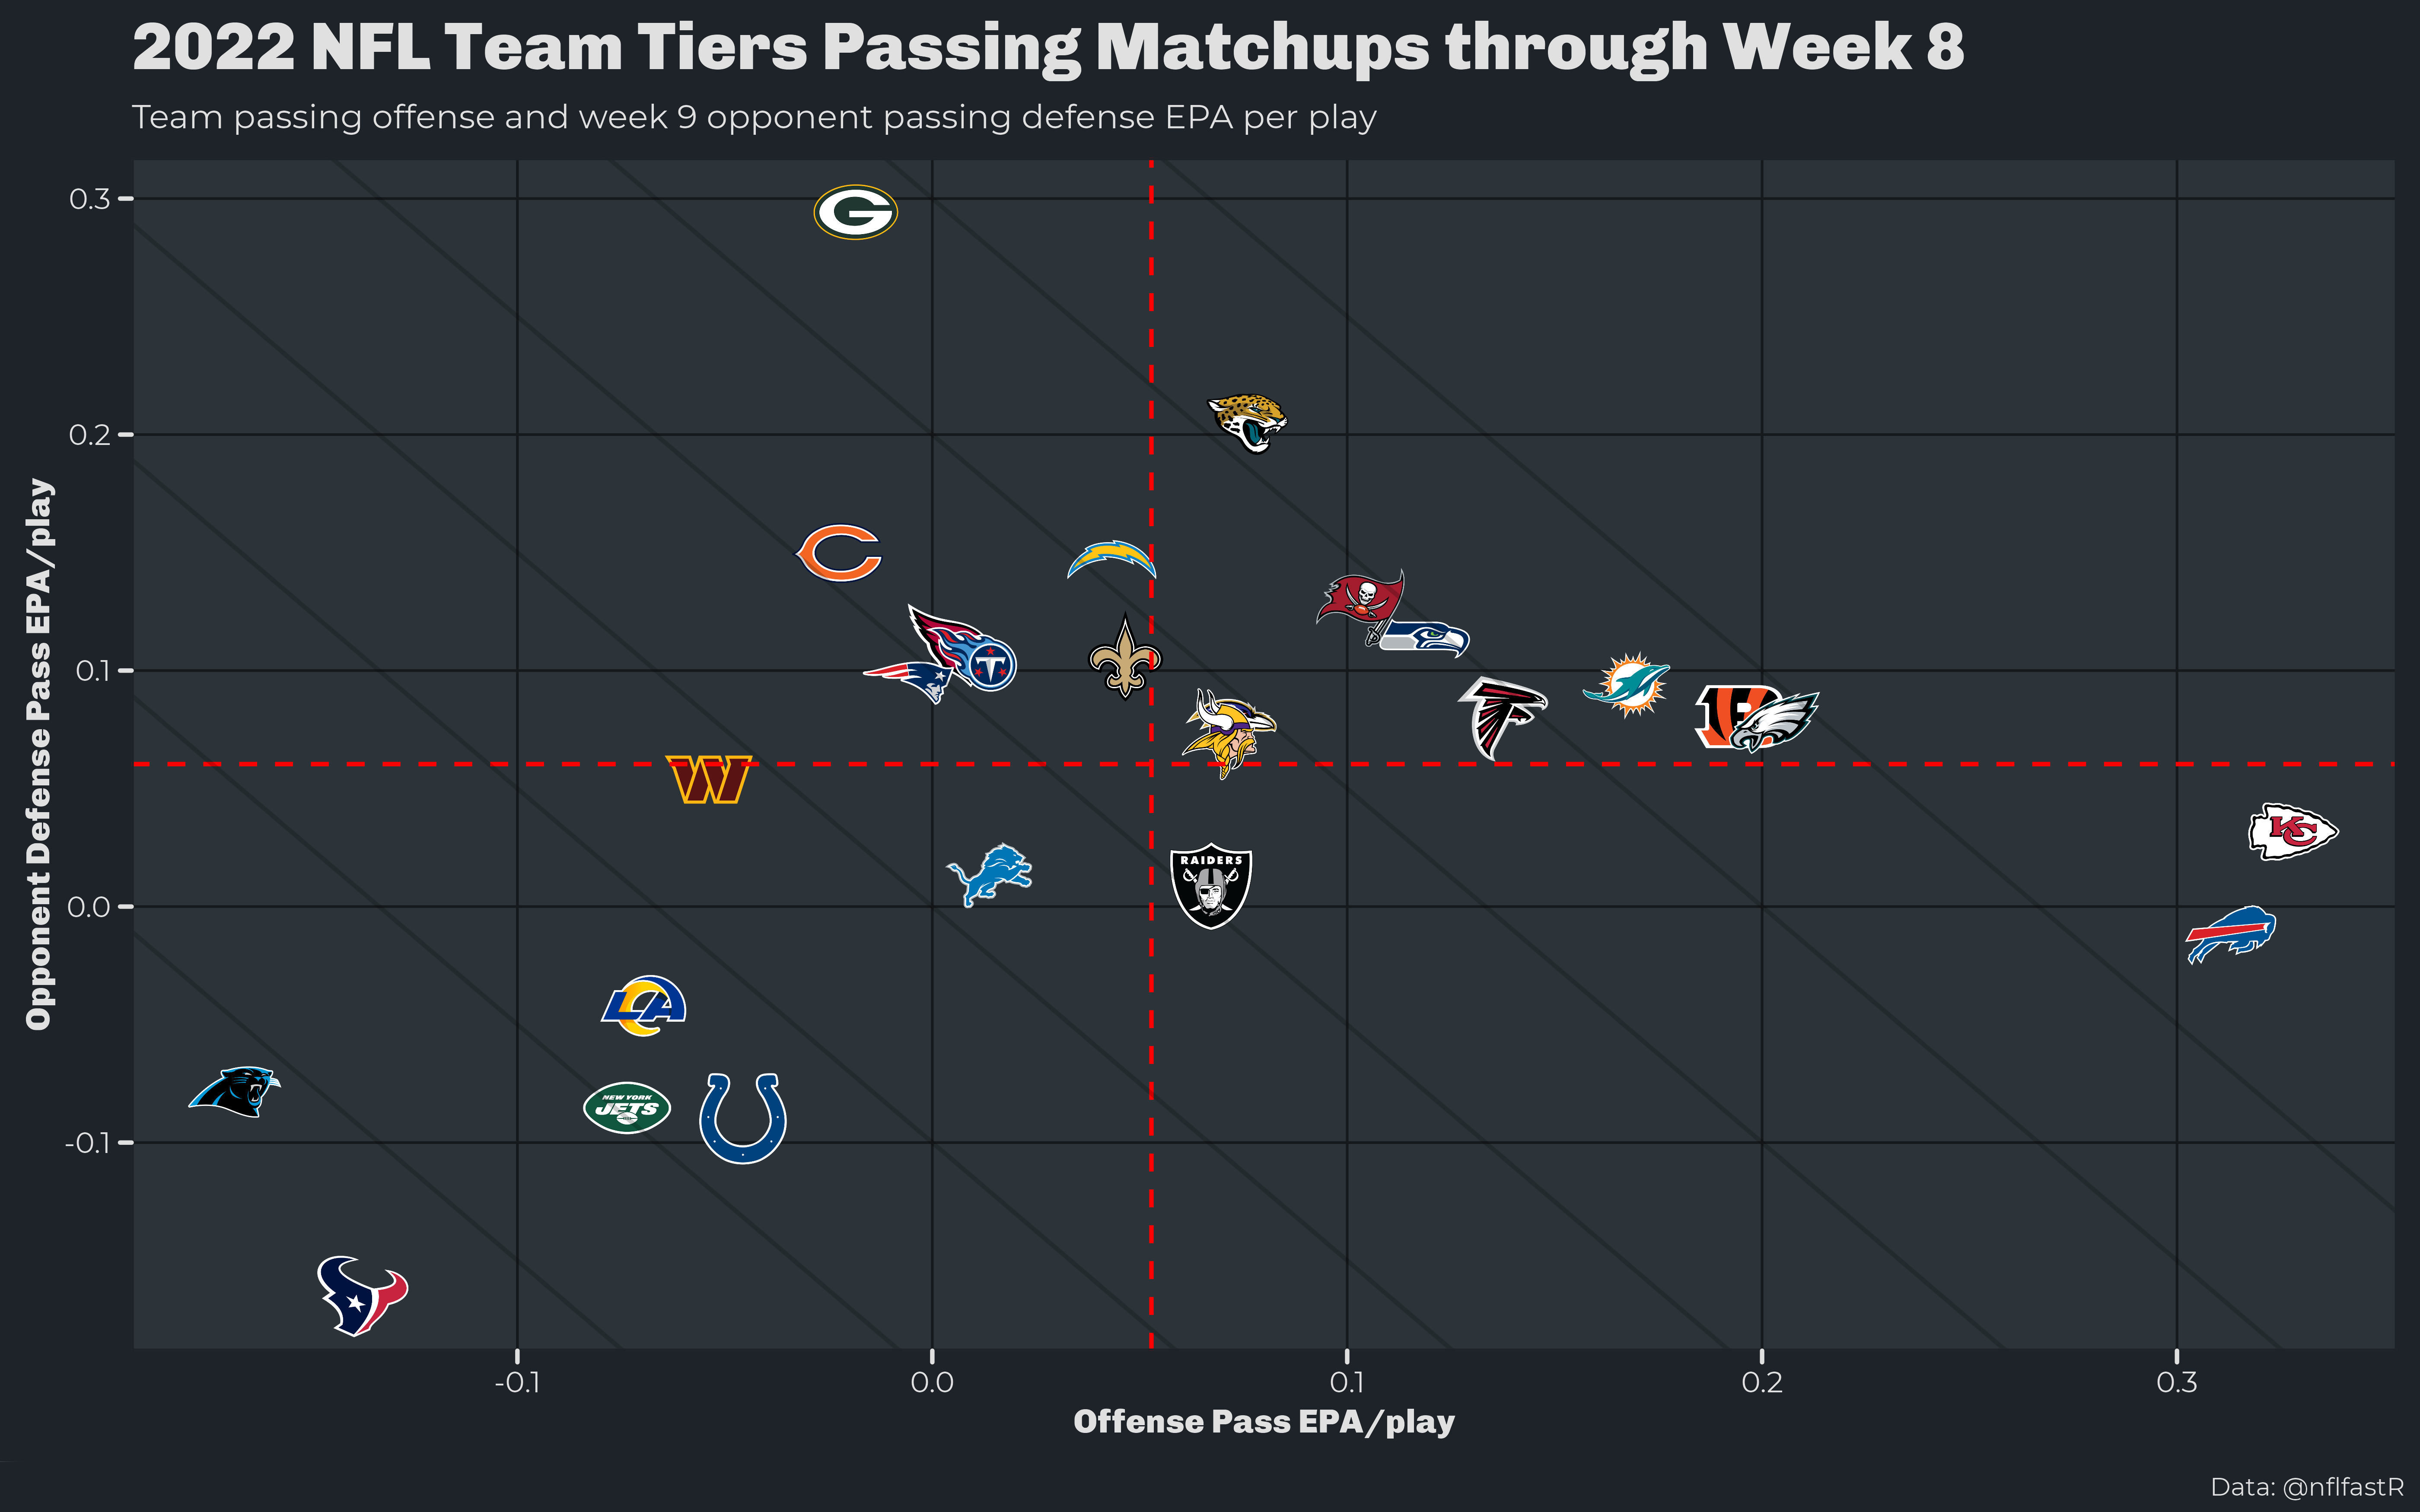 2022 NFL Team Tiers Passing Matchups through Week 8
Team passing offense and week 9 opponent passing defense EPA per play
Opponent Defense Pass EPA/play
0.3
0.2
0.1
0.0
-0.1
G
C
T
W
B
RAIDERS
KC
LA
NEW YORK
JETS
-0.1
0.0
0.1
0.2
0.3
Offense Pass EPA/play
Data: @nflfastR